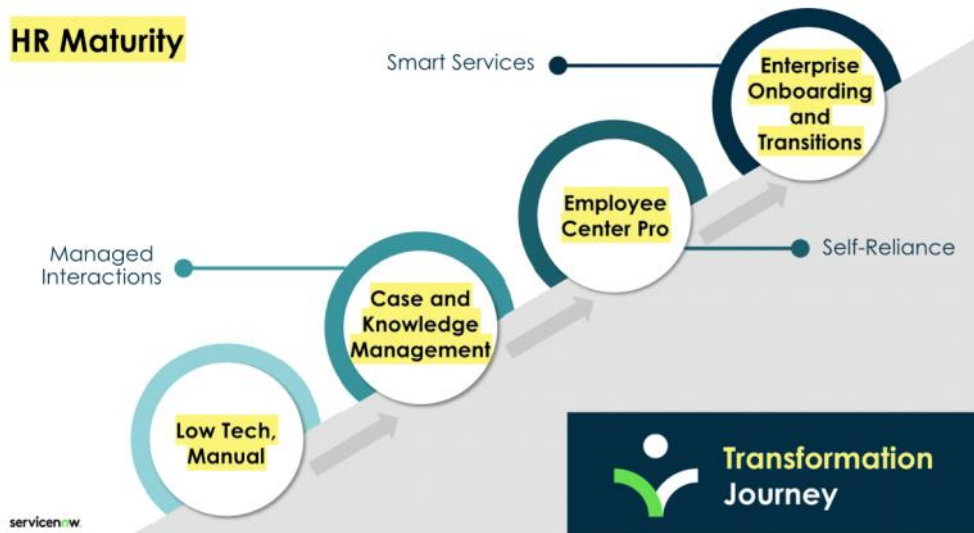 HR Maturity
Smart Services
Enterprise
Onboarding
and
Transitions
Employee
Center Pro
Self-Reliance
Managed
Interactions
Case and
Knowledge
Management
Low Tech,
Manual
Transformation
Journey
servicenow.